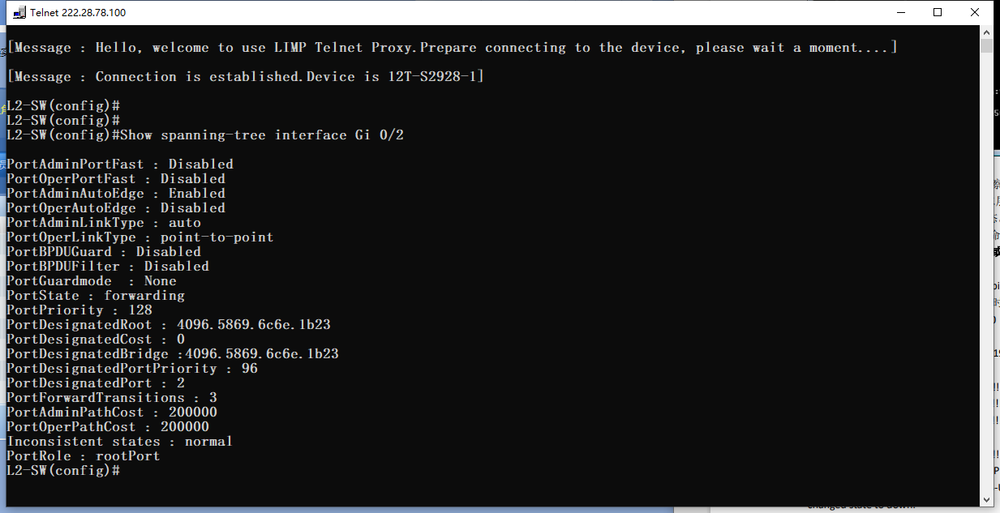 Telnet 222.28.78.100
[Message : Hello, welcome to use LIMP Telnet Proxy.Prepare connecting to the device, please wait a moment....]
[Message : Connection is established.Device is 12T-S2928-1]
L2-SW(config)#
L2-SW(config)#
L2-SW(config)#Show spanning-tree interface Gi 0/2
PortAdminPortFast : Disabled
PortOperPortFast : Disabled
PortAdminAutoEdge : Enabled
PortOperAutoEdge : Disabled
PortAdminLinkType : auto
PortOperLinkType : point-to-point
PortBPDUGuard : Disabled
PortBPDUFilter : Disabled
PortGuardmode  : None
PortState : forwarding
PortPriority : 128
PortDesignatedRoot : 4096.5869.6c6e.1b23
PortDesignatedCost : 0
PortDesignatedBridge :4096.5869.6c6e.1b23
PortDesignatedPortPriority : 96
PortDesignatedPort : 2
PortForwardTransitions : 3
PortAdminPathCost : 200000
PortOperPathCost : 200000
Inconsistent states : normal
PortRole : rootPort
L2-SW(config)#